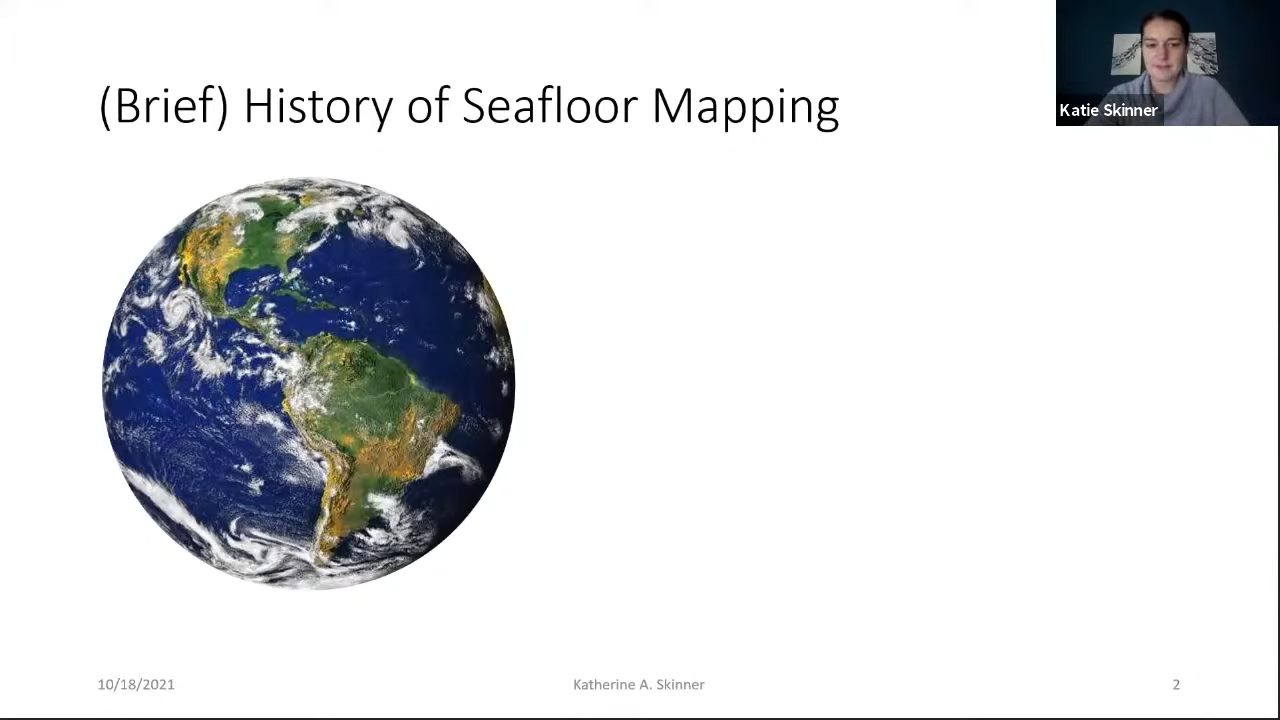 (Brief) History of Seafloor Mapping
Katie Skinner
10/18/2021
Katherine A. Skinner
2